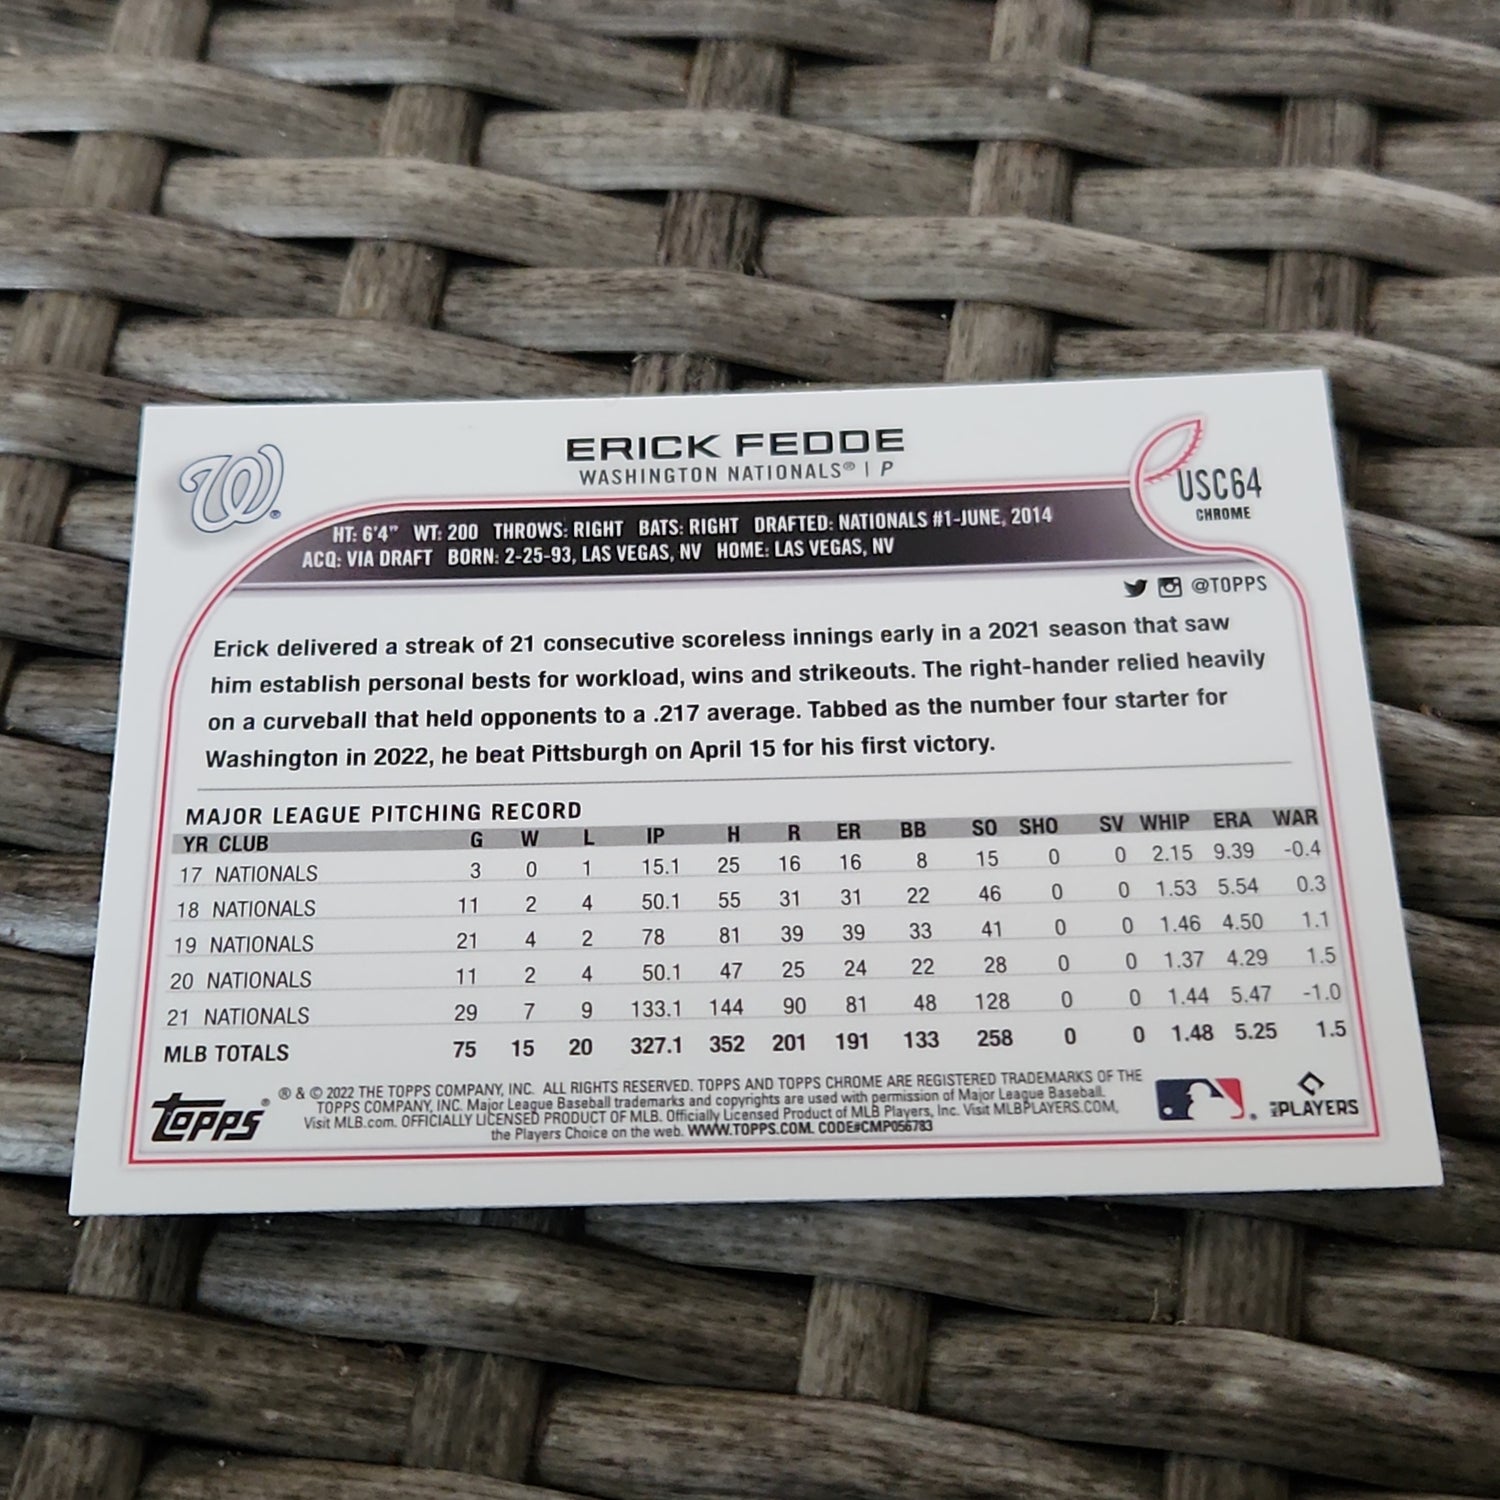 ERICK FEDDE
WASHINGTON NATIONALS® | P
USC64
CHROME
HT: 6'4" WT: 200 THROWS: RIGHT BATS: RIGHT DRAFTED: NATIONALS #1-JUNE, 2014
ACQ: VIA DRAFT BORN: 2-25-93, LAS VEGAS, NV HOME: LAS VEGAS, NV
@TOPPS
Erick delivered a streak of 21 consecutive scoreless innings early in a 2021 season that saw
him establish personal bests for workload, wins and strikeouts. The right-hander relied heavily
on a curveball that held opponents to a .217 average. Tabbed as the number four starter for
Washington in 2022, he beat Pittsburgh on April 15 for his first victory.
MAJOR LEAGUE PITCHING RECORD
YR CLUB G W L IP H R ER BB SO SHO SV WHIP ERA WAR
17 NATIONALS 3 0 1 15.1 25 16 16 8 15 0 0 2.15 9.39 -0.4
18 NATIONALS 11 2 4 50.1 55 31 31 22 46 0 0 1.53 5.54 0.3
19 NATIONALS 21 4 2 78 81 39 39 33 41 0 0 1.46 4.50 1.1
20 NATIONALS 11 2 4 50.1 47 25 24 22 28 0 0 1.37 4.29 1.5
21 NATIONALS 29 7 9 133.1 144 90 81 48 128 0 0 1.44 5.47 -1.0
MLB TOTALS 75 15 20 327.1 352 201 191 133 258 0 0 1.48 5.25 1.5
TOPPS®
® & © 2022 THE TOPPS COMPANY, INC. ALL RIGHTS RESERVED. TOPPS AND TOPPS CHROME ARE REGISTERED TRADEMARKS OF THE
TOPPS COMPANY, INC. Major League Baseball trademarks and copyrights are used with permission of Major League Baseball.
Visit MLB.com. OFFICIALLY LICENSED PRODUCT OF MLB. Officially Licensed Product of MLB Players, Inc. Visit MLBPLAYERS.COM,
the Players Choice on the web. WWW.TOPPS.COM. CODE#CMP056783
MLB PLAYERS